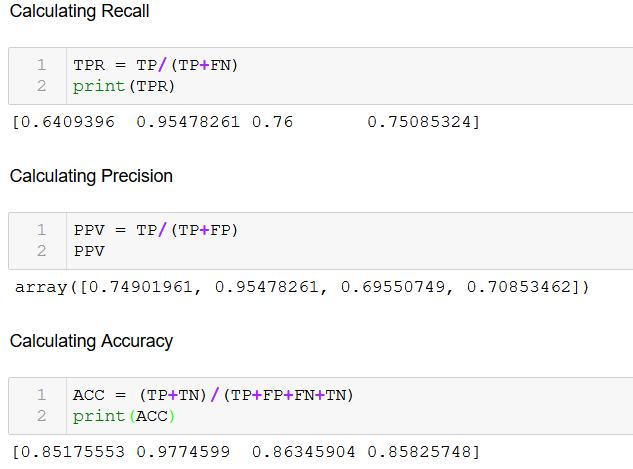 Calculating Recall
1 TPR = TP/(TP+FN)
2 print(TPR)
[0.6409396  0.95478261 0.76       0.75085324]
Calculating Precision
1 PPV = TP/(TP+FP)
2 PPV
array([0.74901961, 0.95478261, 0.69550749, 0.70853462])
Calculating Accuracy
1 ACC = (TP+TN)/(TP+FP+FN+TN)
2 print(ACC)
[0.85175553 0.9774599  0.86345904 0.85825748]